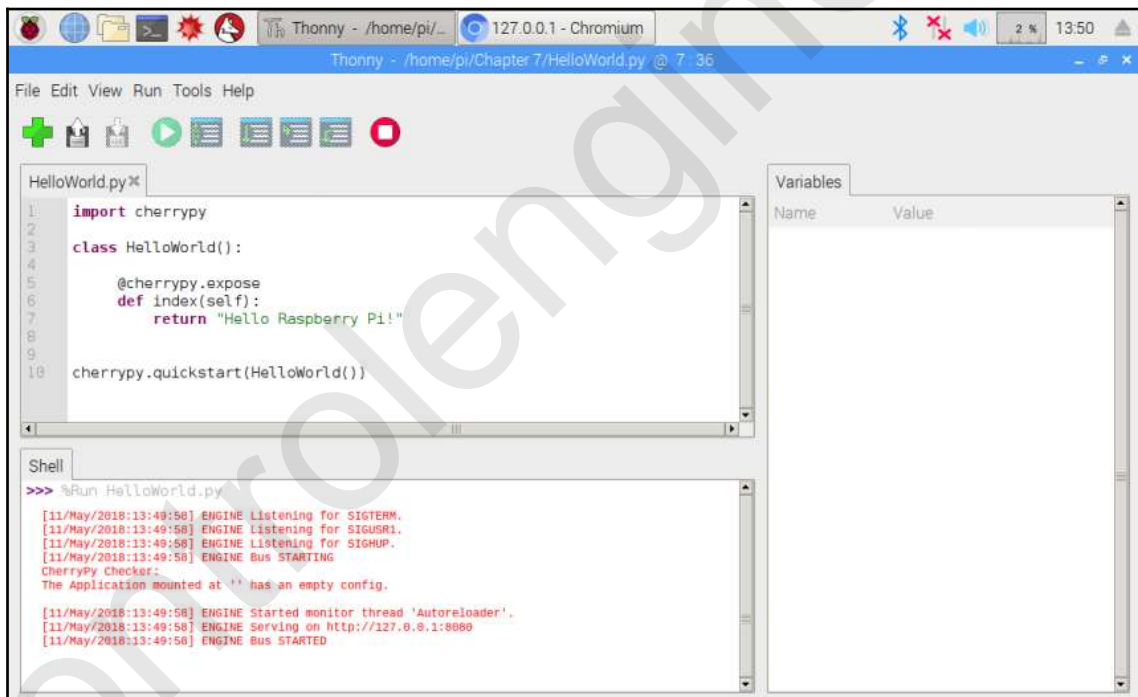 Thonny - /home/pi/...
127.0.0.1 - Chromium
2 %
13:50
Thonny - /home/pi/Chapter 7/HelloWorld.py @ 7 : 36
File Edit View Run Tools Help
HelloWorld.py
Variables
Name Value
1 import cherrypy
2
3 class HelloWorld():
4
5 @cherrypy.expose
6 def index(self):
7 return "Hello Raspberry Pi!"
8
9
10 cherrypy.quickstart(HelloWorld())
Shell
>>> %Run HelloWorld.py
[11/May/2018:13:49:58] ENGINE Listening for SIGTERM.
[11/May/2018:13:49:58] ENGINE Listening for SIGUSR1.
[11/May/2018:13:49:58] ENGINE Listening for SIGHUP.
[11/May/2018:13:49:58] ENGINE Bus STARTING
CherryPy Checker:
The Application mounted at '' has an empty config.
[11/May/2018:13:49:58] ENGINE Started monitor thread 'Autoreloader'.
[11/May/2018:13:49:58] ENGINE Serving on http://127.0.0.1:8080
[11/May/2018:13:49:58] ENGINE Bus STARTED
ontrolengin